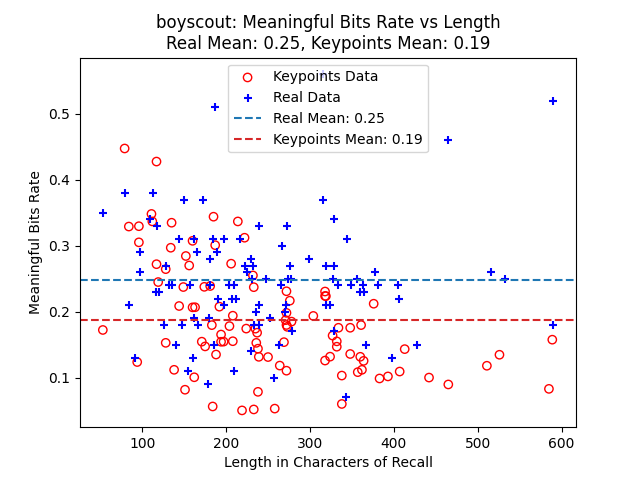 boyscout: Meaningful Bits Rate vs Length
Real Mean: 0.25, Keypoints Mean: 0.19
Keypoints Data
Real Data
Real Mean: 0.25
Keypoints Mean: 0.19
Meaningful Bits Rate
0.5
0.4
0.3
0.2
0.1
100 200 300 400 500 600
Length in Characters of Recall